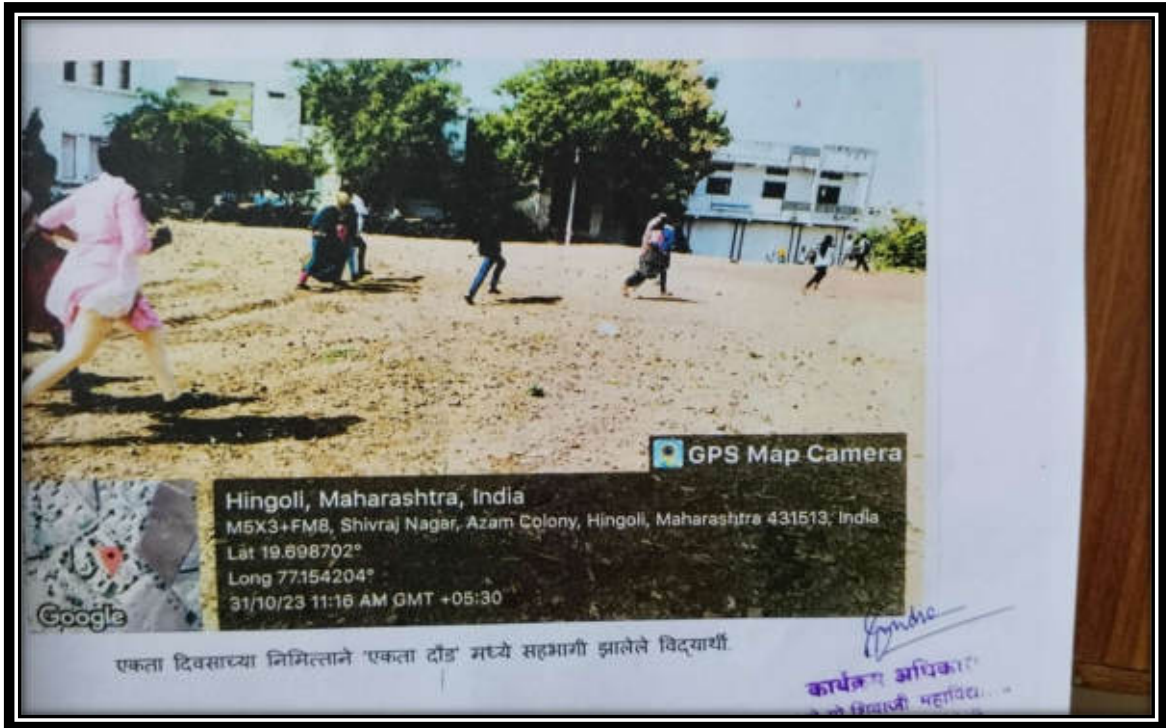 GPS Map Camera
Hingoli, Maharashtra, India
M5X3+FM8, Shivraj Nagar, Azam Colony, Hingoli, Maharashtra 431513, India
Lat 19.698702°
Long 77.154204°
31/10/23 11:16 AM GMT +05:30
Google
एकता दिवसाच्या निमित्ताने 'एकता दौड' मध्ये सहभागी झालेले विद्यार्थी.
कार्यक्रम
शिवाजी